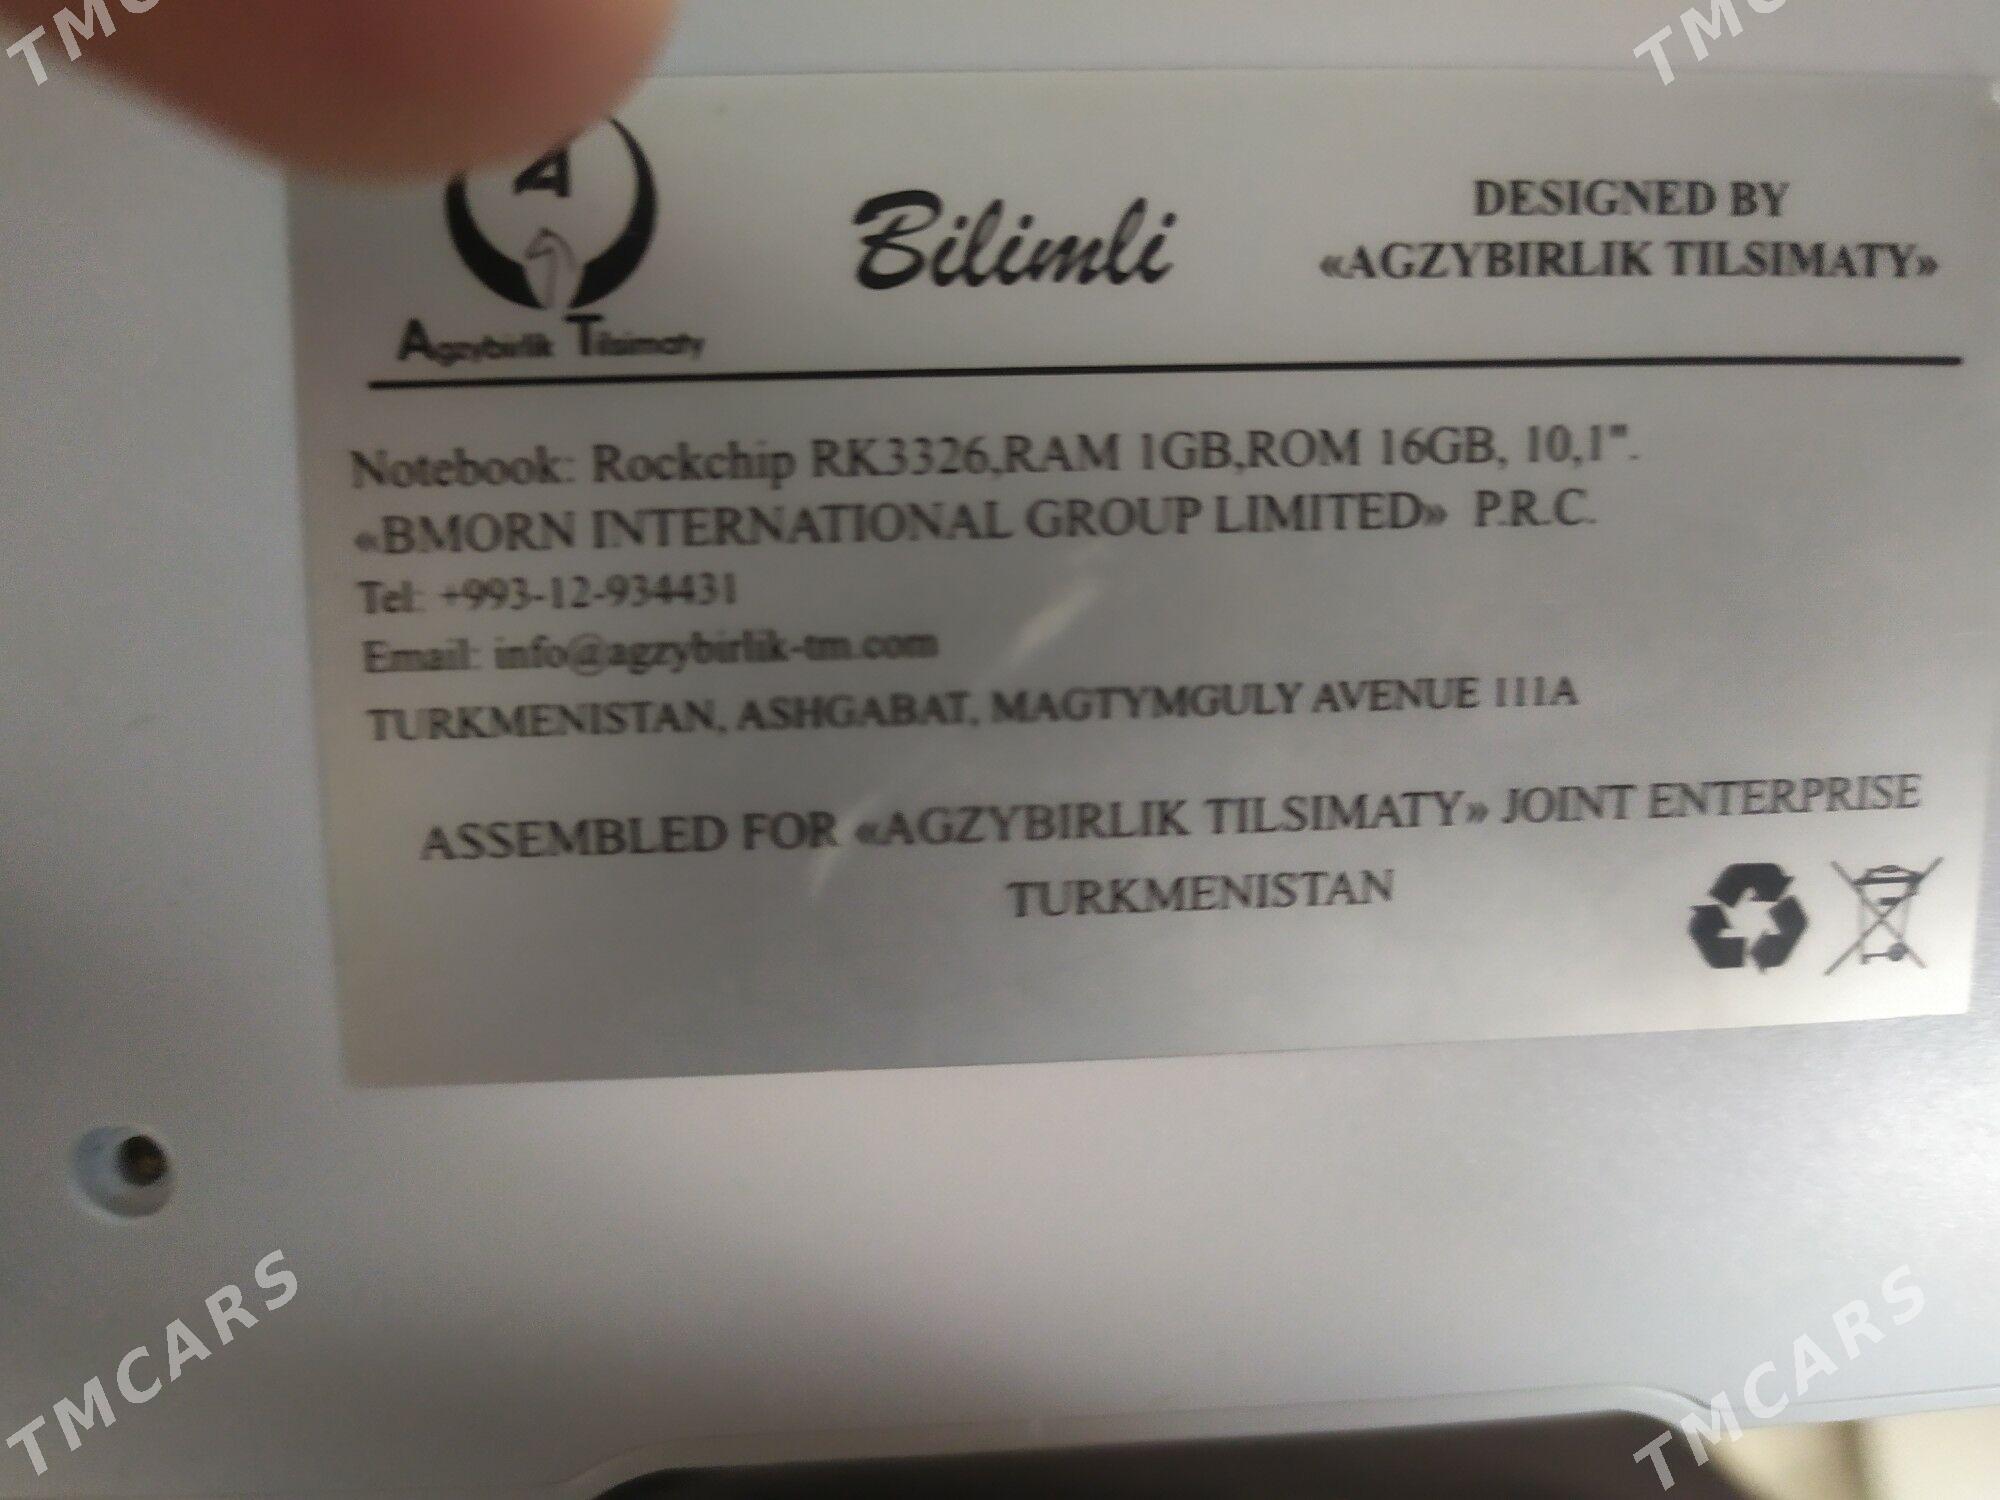 TMCARS
TMCARS
A
Agzybirlik Tilsimaty
Bilimli
DESIGNED BY
«AGZYBIRLIK TILSIMATY»
Notebook: Rockchip RK3326,RAM 1GB,ROM 16GB, 10,1".
«BMORN INTERNATIONAL GROUP LIMITED» P.R.C.
Tel: +993-12-934431
Email: info@agzybirlik-tm.com
TURKMENISTAN, ASHGABAT, MAGTYMGULY AVENUE 111A
ASSEMBLED FOR «AGZYBIRLIK TILSIMATY» JOINT ENTERPRISE
TURKMENISTAN
TMCARS
TMCARS